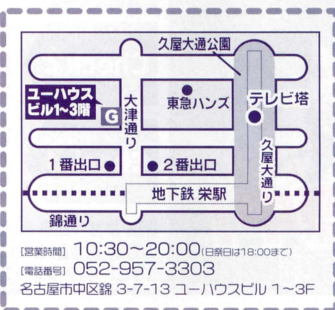 久屋大通公園
ユーハウス
ビル1~3階
G
大津通り
東急ハンズ
テレビ塔
久屋大通り
1番出口
2番出口
地下鉄 栄駅
錦通り
[営業時間] 10:30~20:00(日祭日は18:00まで)
[電話番号] 052-957-3303
名古屋市中区錦 3-7-13 ユーハウスビル 1~3F